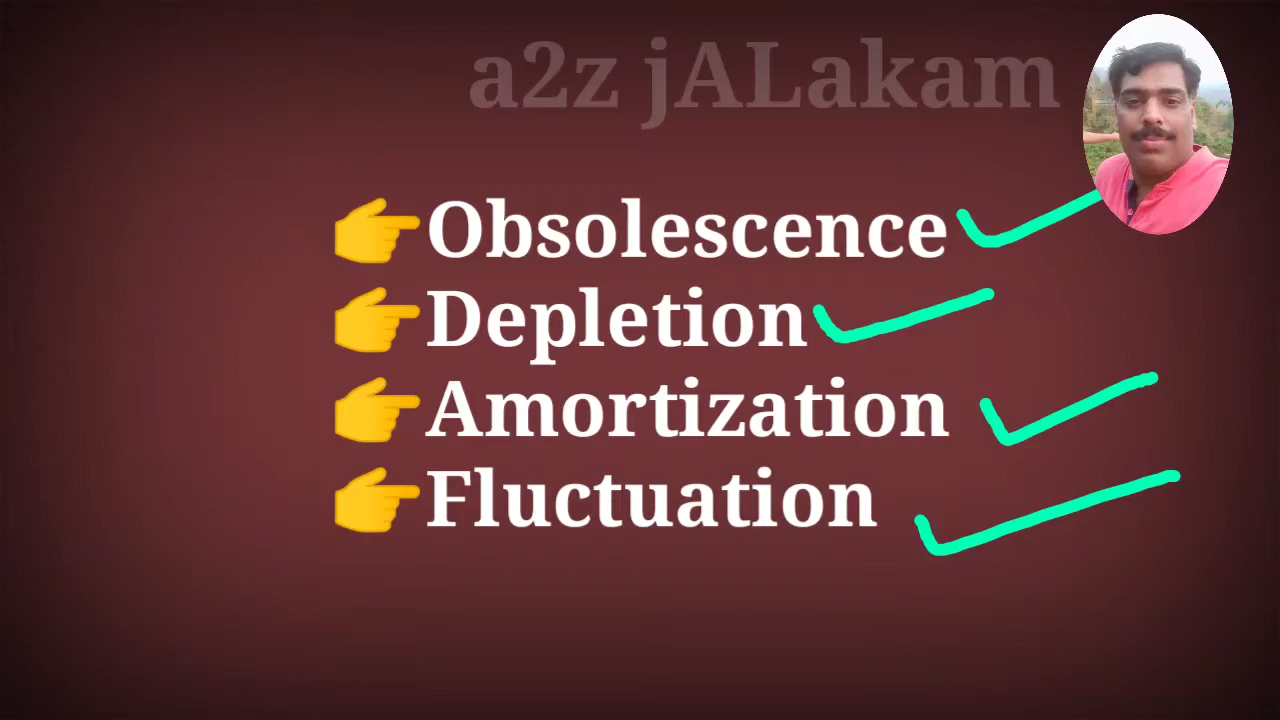 a2z jALakam
👉Obsolescence
👉Depletion
👉Amortization
👉Fluctuation